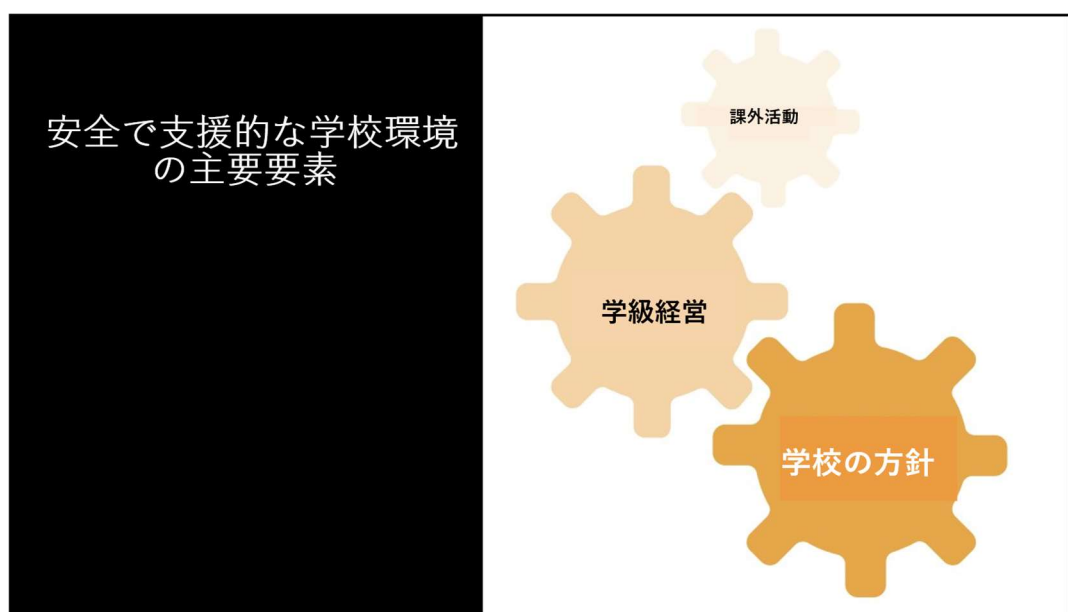 安全で支援的な学校環境
の主要要素
課外活動
学級経営
学校の方針